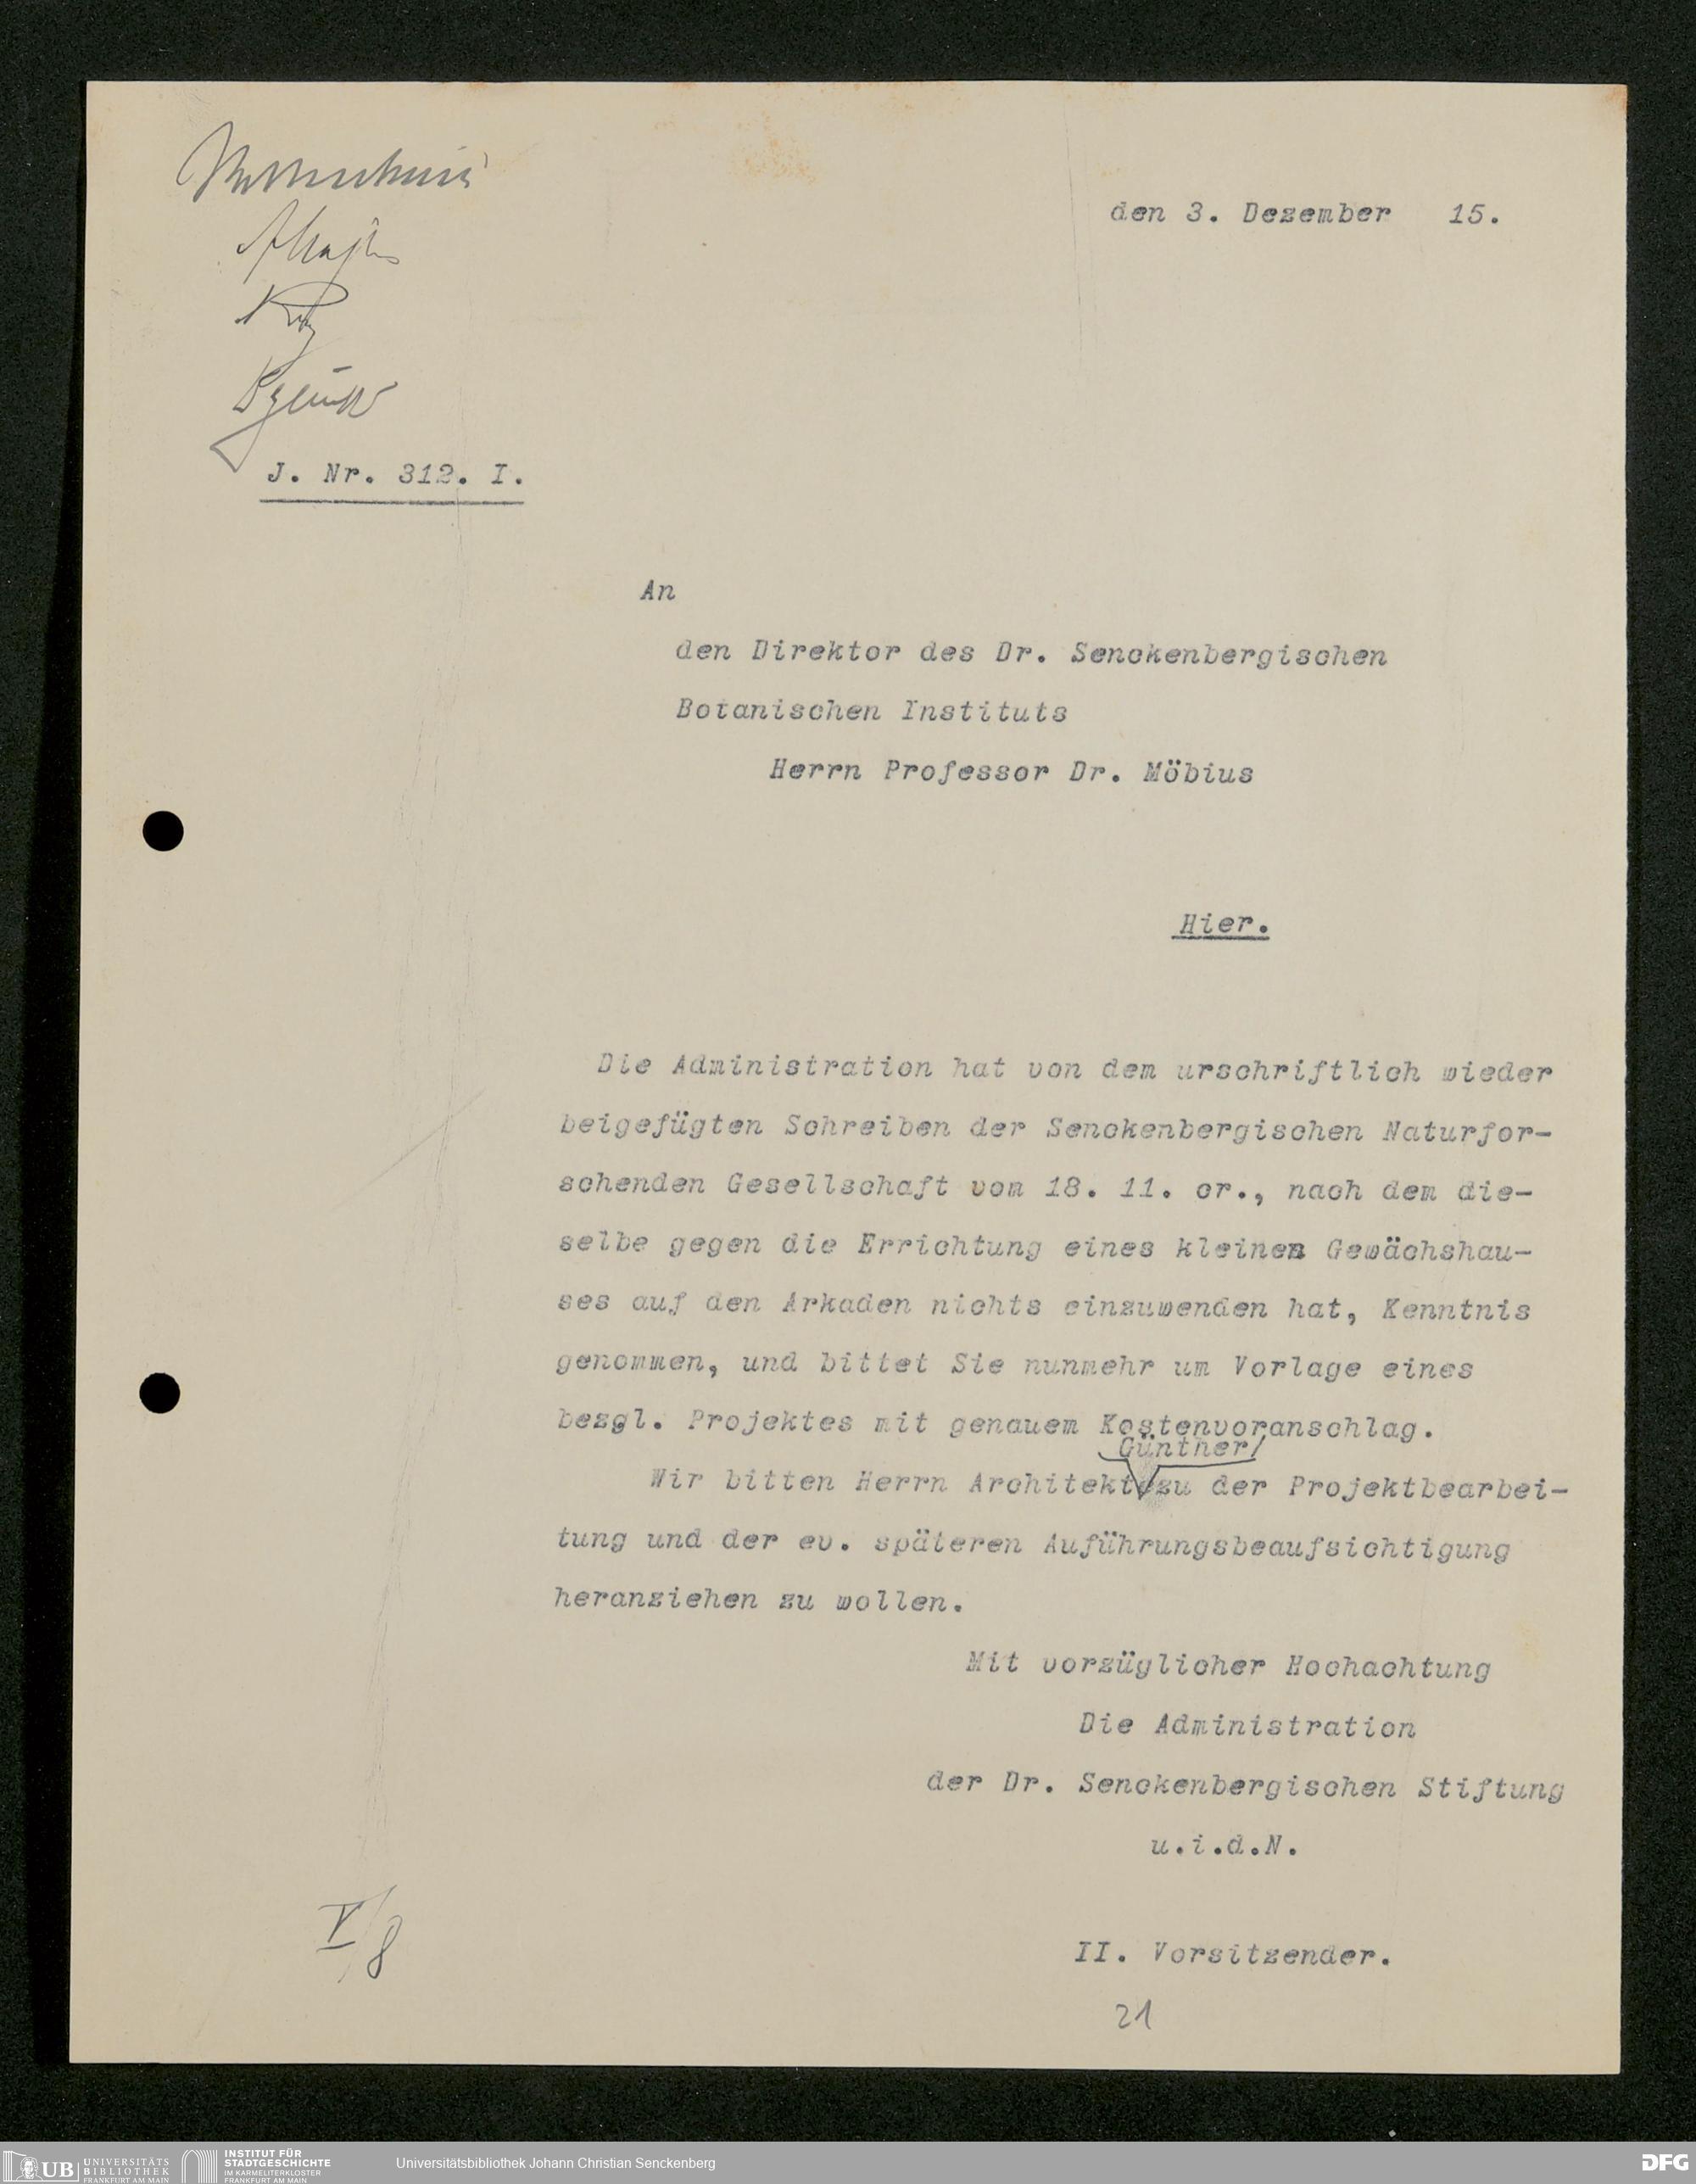 den 3. Dezember 15.
J. Nr. 312. I.
An
den Direktor des Dr. Senckenbergischen
Botanischen Instituts
Herrn Professor Dr. Möbius
Hier.
Die Administration hat von dem urschriftlich wieder
beigefügten Schreiben der Senckenbergischen Naturfor-
schenden Gesellschaft vom 18. 11. cr., nach dem die-
selbe gegen die Errichtung eines kleinen Gewächshau-
ses auf den Arkaden nichts einzuwenden hat, Kenntnis
genommen, und bittet Sie nunmehr um Vorlage eines
bezgl. Projektes mit genauem Kostenvoranschlag.
Günther/
Wir bitten Herrn Architekt zu der Projektbearbei-
tung und der ev. späteren Auführungsbeaufsichtigung
heranziehen zu wollen.
Mit vorzüglicher Hochachtung
Die Administration
der Dr. Senckenbergischen Stiftung
u.i.d.N.
V/8
II. Vorsitzender.
21
UB UNIVERSITÄTS
BIBLIOTHEK
FRANKFURT AM MAIN
INSTITUT FÜR
STADTGESCHICHTE
IM KARMELITERKLOSTER
FRANKFURT AM MAIN
Universitätsbibliothek Johann Christian Senckenberg
DFG